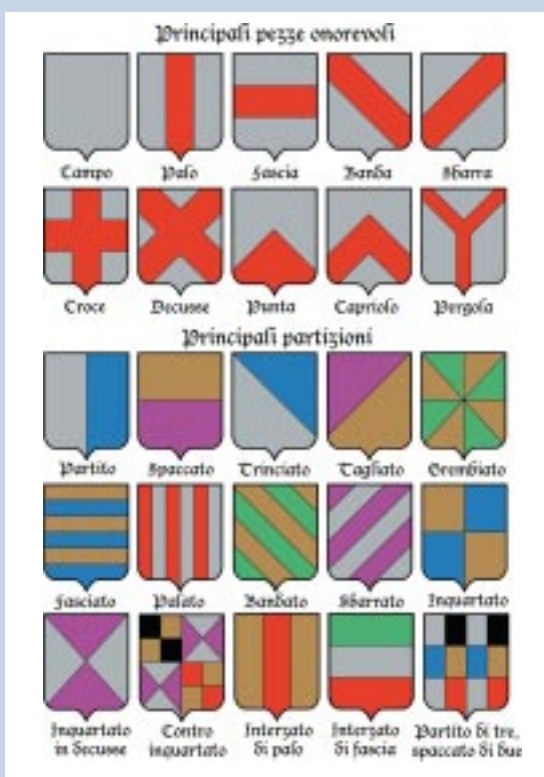 Principali pezze onorevoli
Campo Palo Fascia Banda Sbarra
Croce Decusse Punta Capriolo Pergola
Principali partizioni
Partito Spaccato Trinciato Tagliato Grembiato
Fasciato Palato Bandato Sbarrato Inquartato
Inquartato Contro Interzato Interzato Partito di tre,
in decusse inquartato di palo di fascia spaccato di due